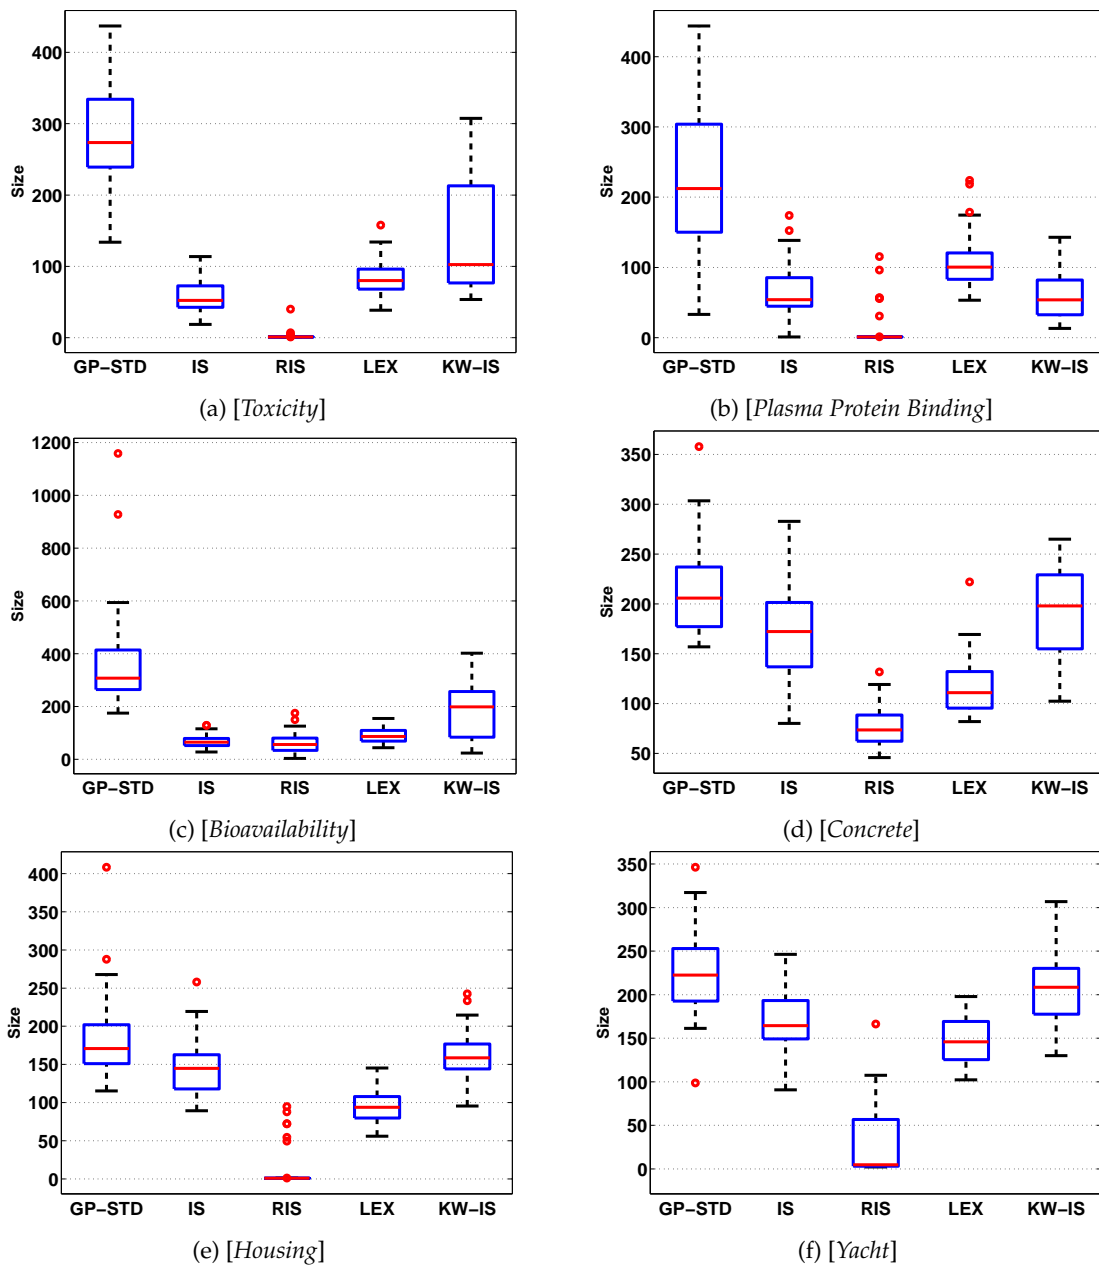 400
300
200
100
0
Size
GP-STD IS RIS LEX KW-IS
(a) [Toxicity]
400
300
200
100
0
Size
GP-STD IS RIS LEX KW-IS
(b) [Plasma Protein Binding]
1200
1000
800
600
400
200
0
Size
GP-STD IS RIS LEX KW-IS
(c) [Bioavailability]
350
300
250
200
150
100
50
Size
GP-STD IS RIS LEX KW-IS
(d) [Concrete]
400
350
300
250
200
150
100
50
0
Size
GP-STD IS RIS LEX KW-IS
(e) [Housing]
350
300
250
200
150
100
50
0
Size
GP-STD IS RIS LEX KW-IS
(f) [Yacht]